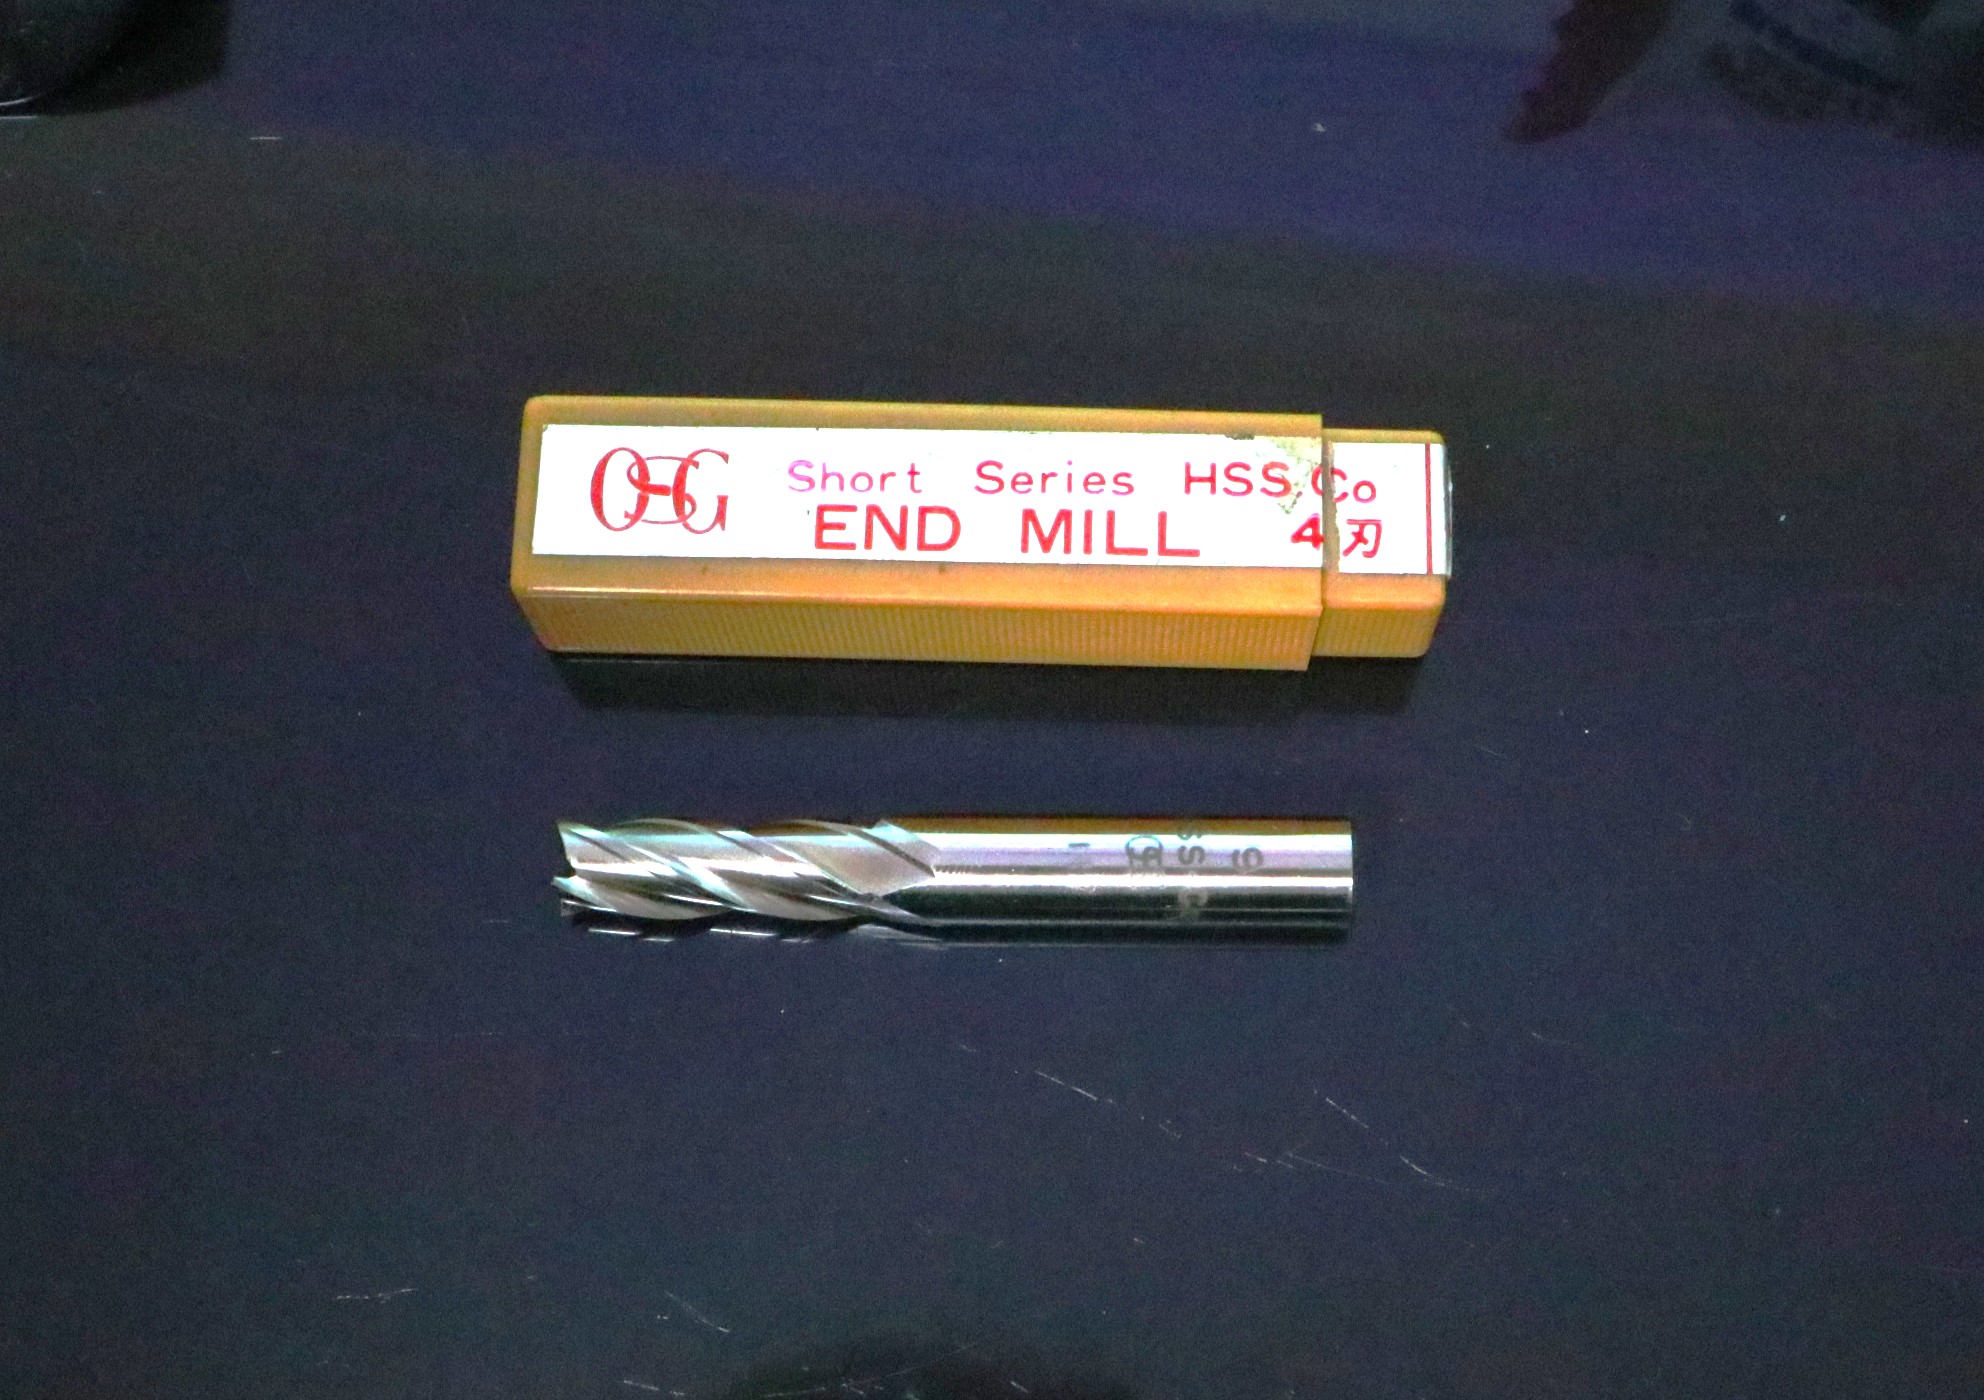 OSG
Short Series HSS,Co
END MILL 4刃